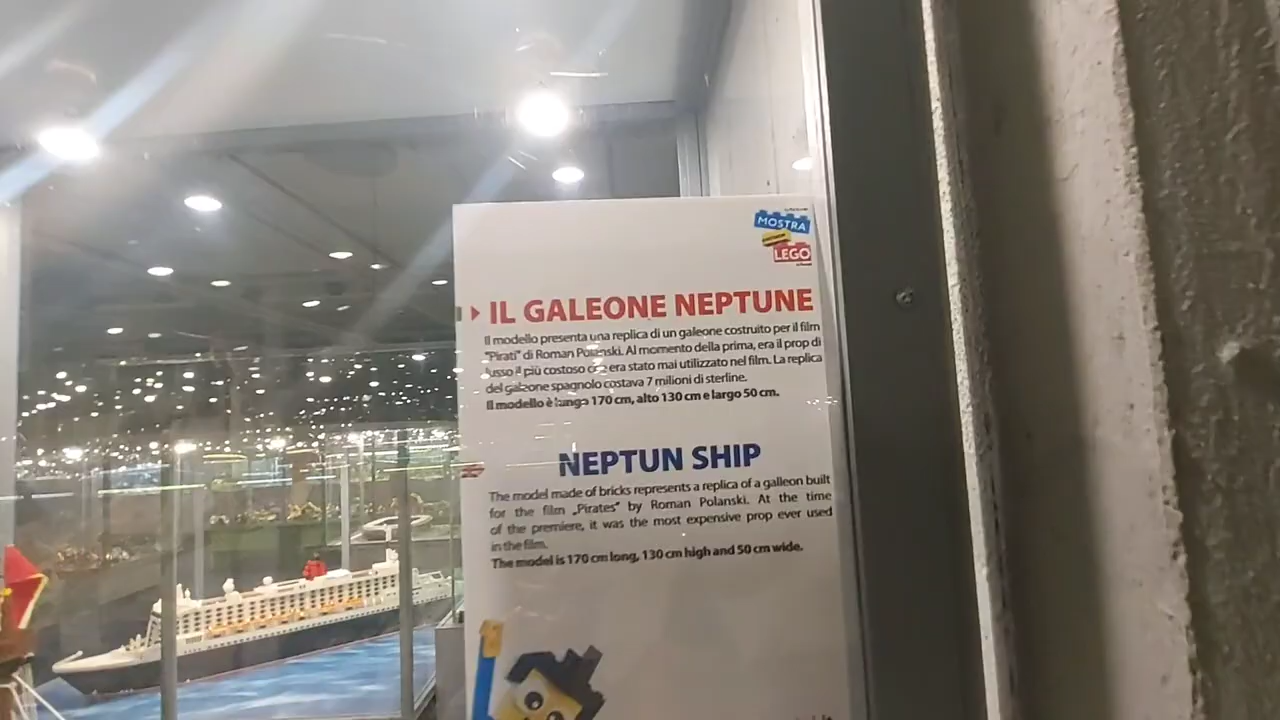 MOSTRA
LEGO
IL GALEONE NEPTUNE
Il modello presenta una replica di un galeone costruito per il film
"Pirati" di Roman Polanski. Al momento della prima, era il prop di
lusso il più costoso che era stato mai utilizzato nel film. La replica
del galeone spagnolo costava 7 milioni di sterline.
Il modello è lungo 170 cm, alto 130 cm e largo 50 cm.
NEPTUN SHIP
The model made of bricks represents a replica of a galleon built
for the film „Pirates” by Roman Polanski. At the time
of the premiere, it was the most expensive prop ever used
in the film.
The model is 170 cm long, 130 cm high and 50 cm wide.